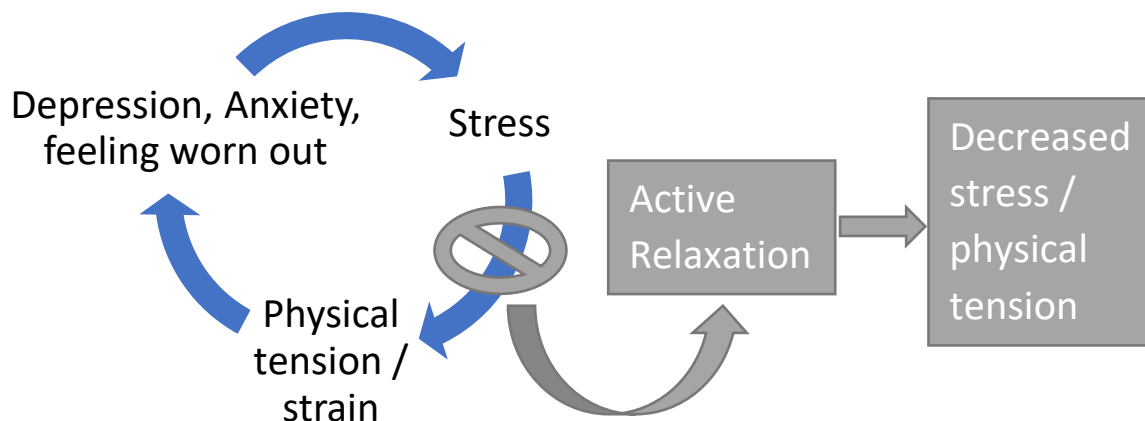 Depression, Anxiety,
feeling worn out
Stress
Physical
tension /
strain
Active
Relaxation
Decreased
stress /
physical
tension